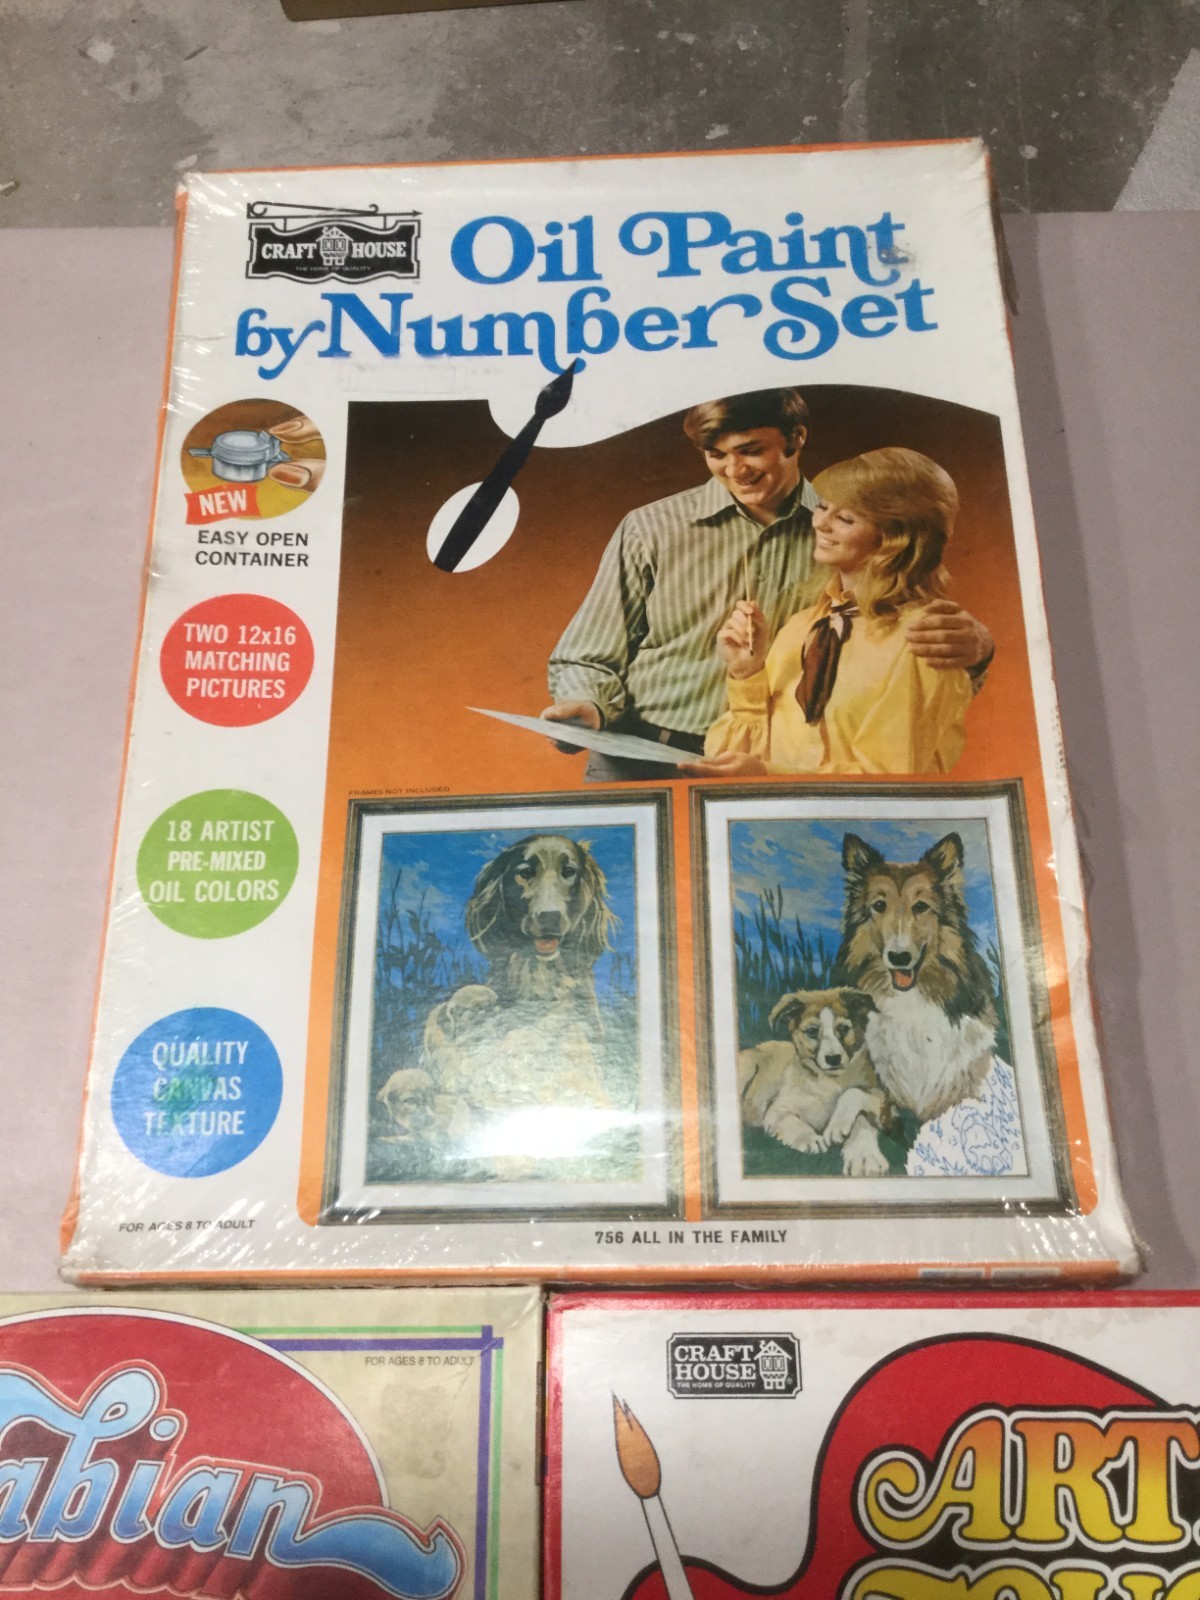 CRAFT HOUSE
THE HOME OF QUALITY
Oil Paint
by Number Set
NEW
EASY OPEN
CONTAINER
TWO 12x16
MATCHING
PICTURES
18 ARTIST
PRE-MIXED
OIL COLORS
QUALITY
CANVAS
TEXTURE
FRAMES NOT INCLUDED
FOR AGES 8 TO ADULT
756 ALL IN THE FAMILY
FOR AGES 8 TO ADULT
abian
CRAFT
HOUSE
THE HOME OF QUALITY
ART